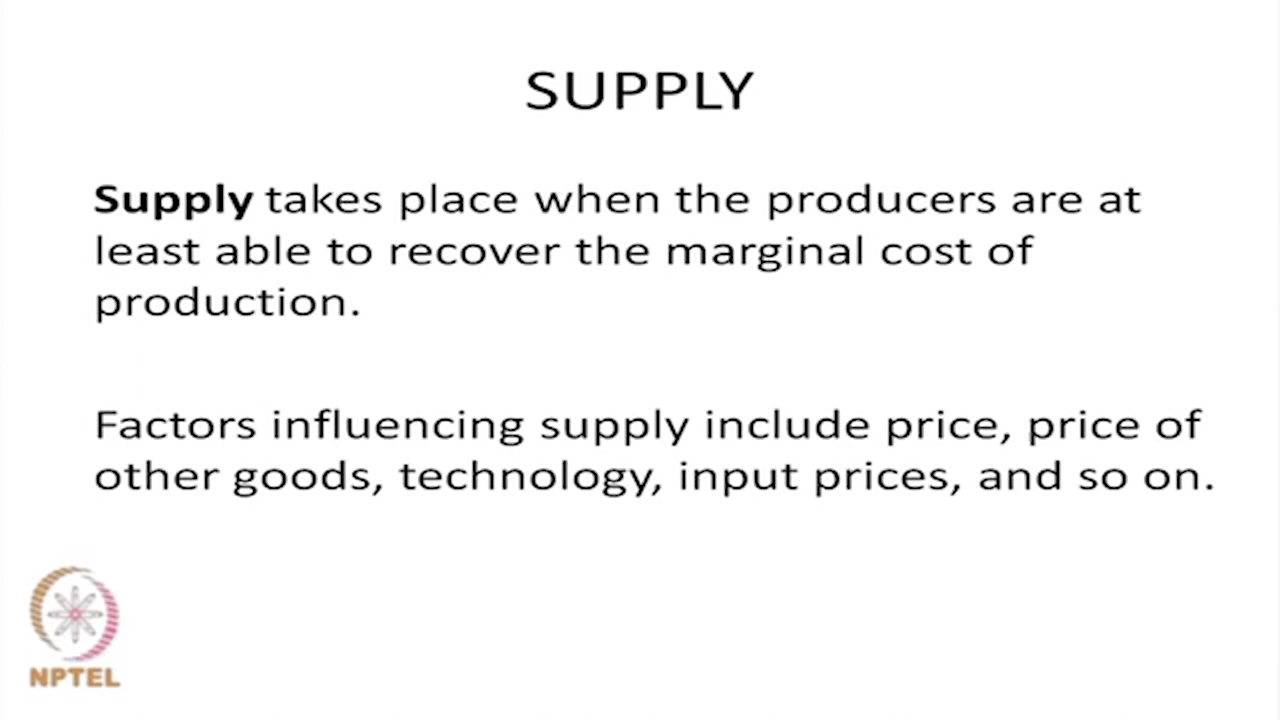 SUPPLY
Supply takes place when the producers are at
least able to recover the marginal cost of
production.
Factors influencing supply include price, price of
other goods, technology, input prices, and so on.
NPTEL